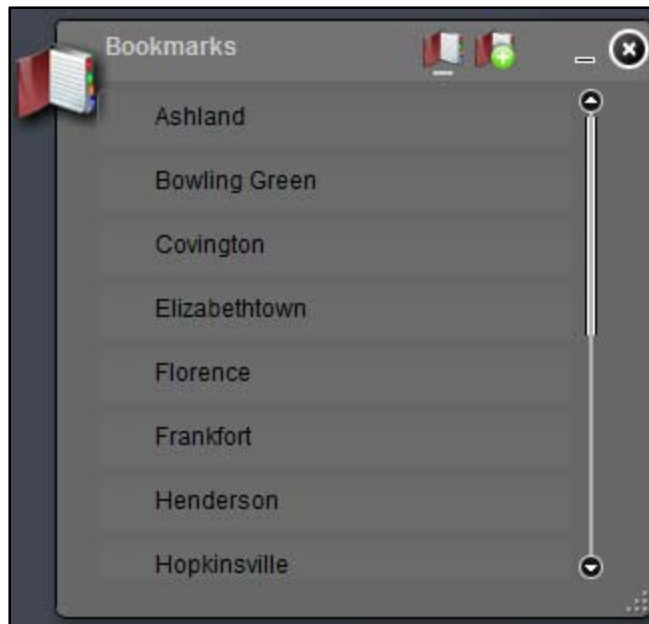 Bookmarks
Ashland
Bowling Green
Covington
Elizabethtown
Florence
Frankfort
Henderson
Hopkinsville